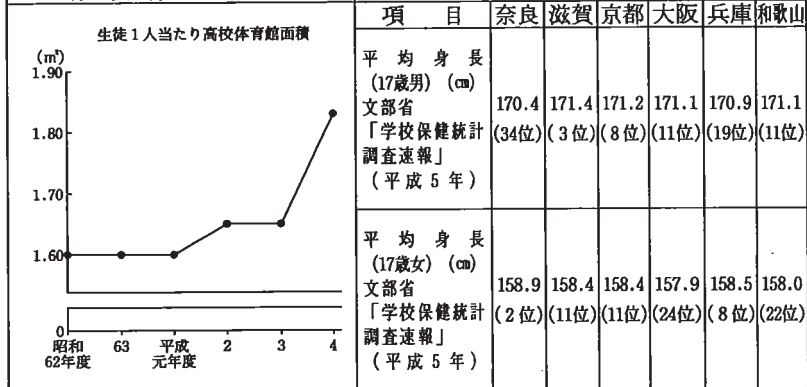 生徒1人当たり高校体育館面積
(㎡)
1.90
1.80
1.70
1.60
0
昭和 63 平成 2 3 4
62年度 元年度
項 目 奈良 滋賀 京都 大阪 兵庫 和歌山
平均身長
(17歳男) (㎝)
文部省 170.4 171.4 171.2 171.1 170.9 171.1
「学校保健統計 (34位) (3位) (8位) (11位) (19位) (11位)
調査速報」
(平成5年)
平均身長
(17歳女) (㎝)
文部省 158.9 158.4 158.4 157.9 158.5 158.0
「学校保健統計 (2位) (11位) (11位) (24位) (8位) (22位)
調査速報」
(平成5年)